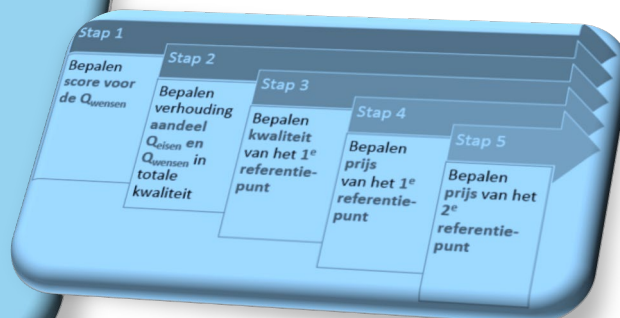 Stap 1
Bepalen
score voor
de Qwensen
Stap 2
Bepalen
verhouding
aandeel
Qeisen en
Qwensen in
totale
kwaliteit
Stap 3
Bepalen
kwaliteit
van het 1e
referentie-
punt
Stap 4
Bepalen
prijs
van het 1e
referentie-
punt
Stap 5
Bepalen
prijs van het
2e
referentie-
punt